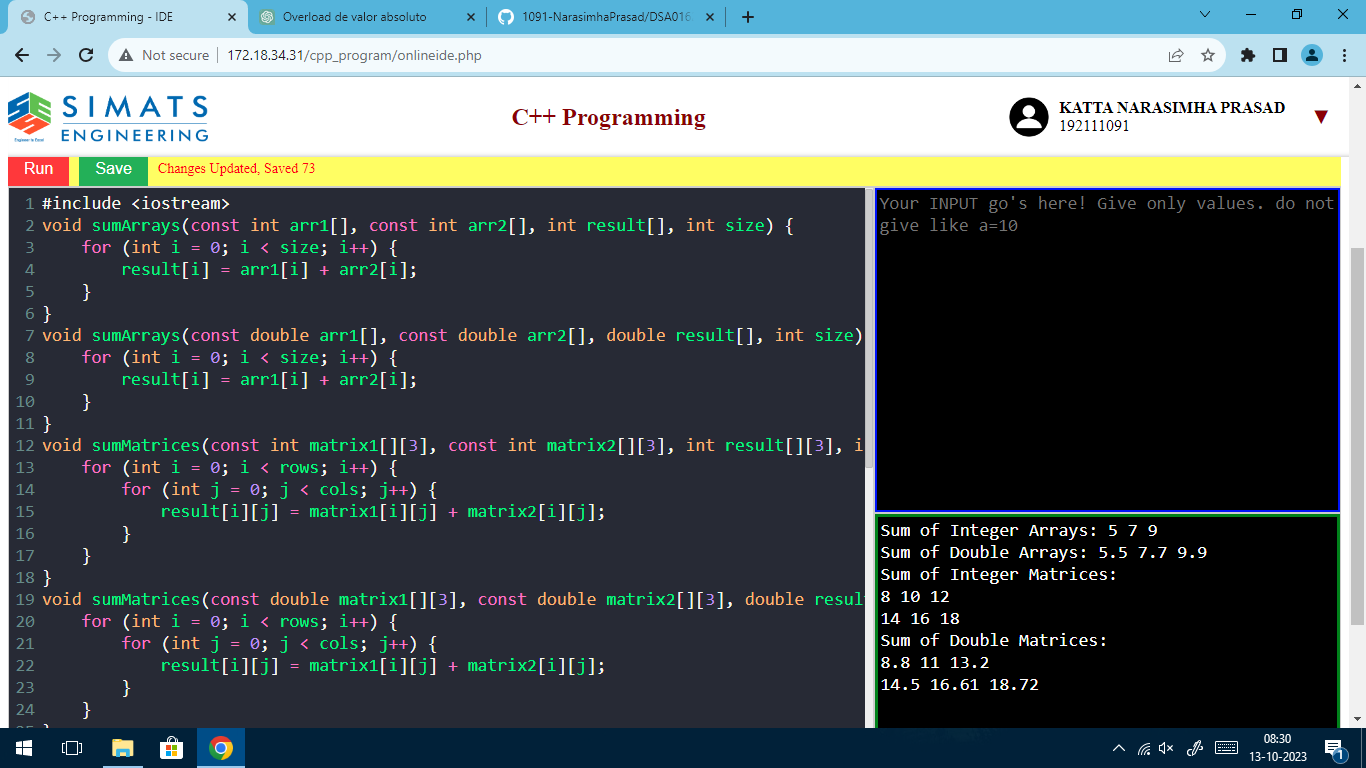 C++ Programming - IDE
Overload de valor absoluto
1091-NarasimhaPrasad/DSA016
Not secure
172.18.34.31/cpp_program/onlineide.php
SIMATS
ENGINEERING
Engineer to Excel
C++ Programming
KATTA NARASIMHA PRASAD
192111091
Run
Save
Changes Updated, Saved 73
1 #include <iostream>
2 void sumArrays(const int arr1[], const int arr2[], int result[], int size) {
3     for (int i = 0; i < size; i++) {
4         result[i] = arr1[i] + arr2[i];
5     }
6 }
7 void sumArrays(const double arr1[], const double arr2[], double result[], int size)
8     for (int i = 0; i < size; i++) {
9         result[i] = arr1[i] + arr2[i];
10     }
11 }
12 void sumMatrices(const int matrix1[][3], const int matrix2[][3], int result[][3], i
13     for (int i = 0; i < rows; i++) {
14         for (int j = 0; j < cols; j++) {
15             result[i][j] = matrix1[i][j] + matrix2[i][j];
16         }
17     }
18 }
19 void sumMatrices(const double matrix1[][3], const double matrix2[][3], double resul
20     for (int i = 0; i < rows; i++) {
21         for (int j = 0; j < cols; j++) {
22             result[i][j] = matrix1[i][j] + matrix2[i][j];
23         }
24     }
Your INPUT go's here! Give only values. do not
give like a=10
Sum of Integer Arrays: 5 7 9
Sum of Double Arrays: 5.5 7.7 9.9
Sum of Integer Matrices:
8 10 12
14 16 18
Sum of Double Matrices:
8.8 11 13.2
14.5 16.61 18.72
08:30
13-10-2023
1